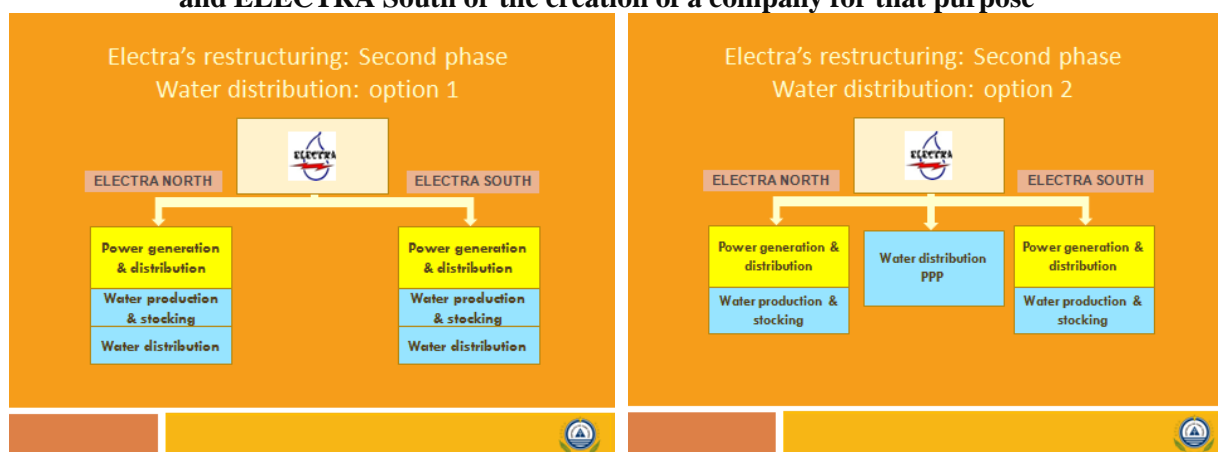 and ELECTRA South or the creation of a company for that purpose
Electra's restructuring: Second phase
Water distribution: option 1
ELECTRA
ELECTRA NORTH
ELECTRA SOUTH
Power generation
& distribution
Water production
& stocking
Water distribution
Power generation
& distribution
Water production
& stocking
Water distribution
Electra's restructuring: Second phase
Water distribution: option 2
ELECTRA
ELECTRA NORTH
ELECTRA SOUTH
Power generation &
distribution
Water production &
stocking
Water distribution
PPP
Power generation &
distribution
Water production &
stocking